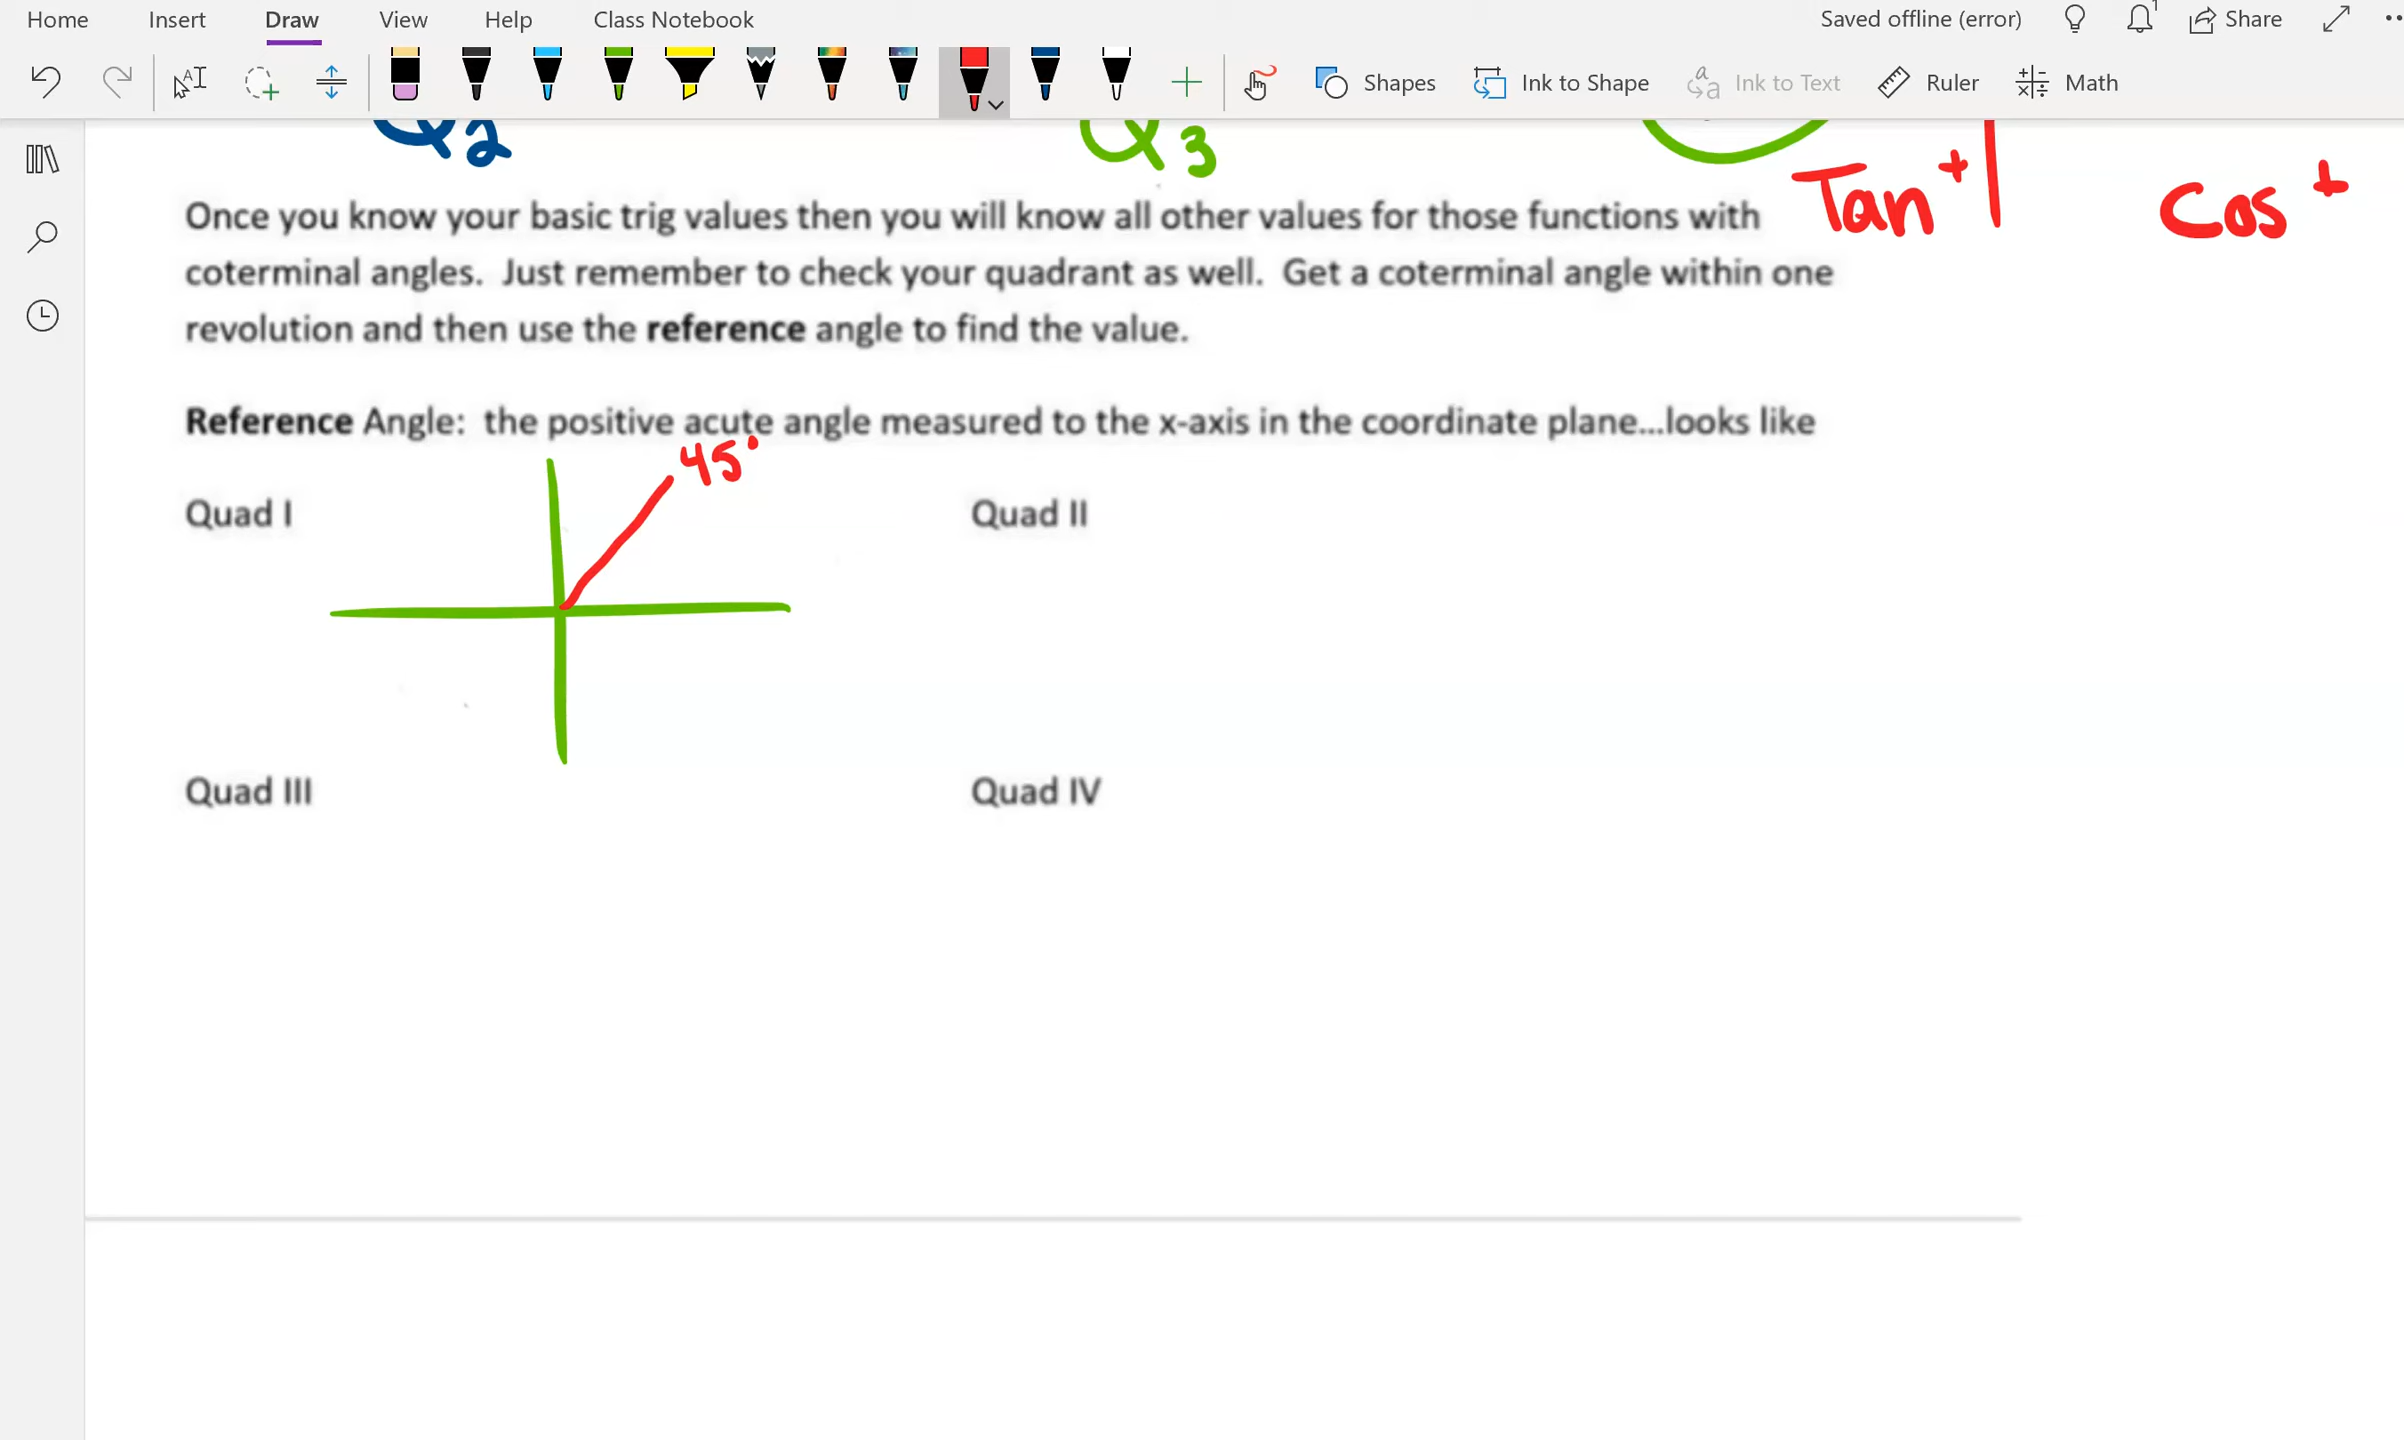 Home Insert Draw View Help Class Notebook Saved offline (error) 1 Share
Shapes Ink to Shape Ink to Text Ruler Math
Q2 Q3
Tan + Cos +
Once you know your basic trig values then you will know all other values for those functions with
coterminal angles. Just remember to check your quadrant as well. Get a coterminal angle within one
revolution and then use the reference angle to find the value.
Reference Angle: the positive acute angle measured to the x-axis in the coordinate plane...looks like
45°
Quad I Quad II
Quad III Quad IV